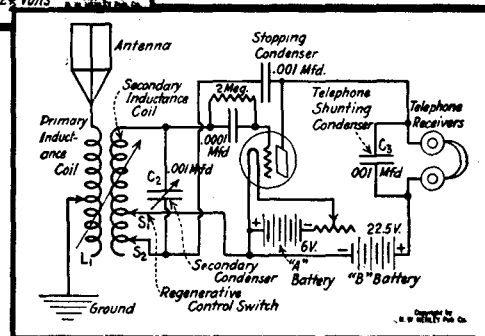 Volts
Stopping
Condenser
Antenna
.001 Mfd.
Secondary
Inductance
Coil
2 Meg.
Telephone
Shunting
Condenser
Telephone
Receivers
Primary
Induct-
ance
Coil
.0001
Mfd
C2
.001 Mfd
C3
.001 Mfd
S1
S2
L1
+
-
6V.
22.5V.
-
+
"A"
Battery
"B" Battery
Secondary
Condenser
Regenerative
Control Switch
Ground
Copyright by
N. W. HENLEY Pub Co.